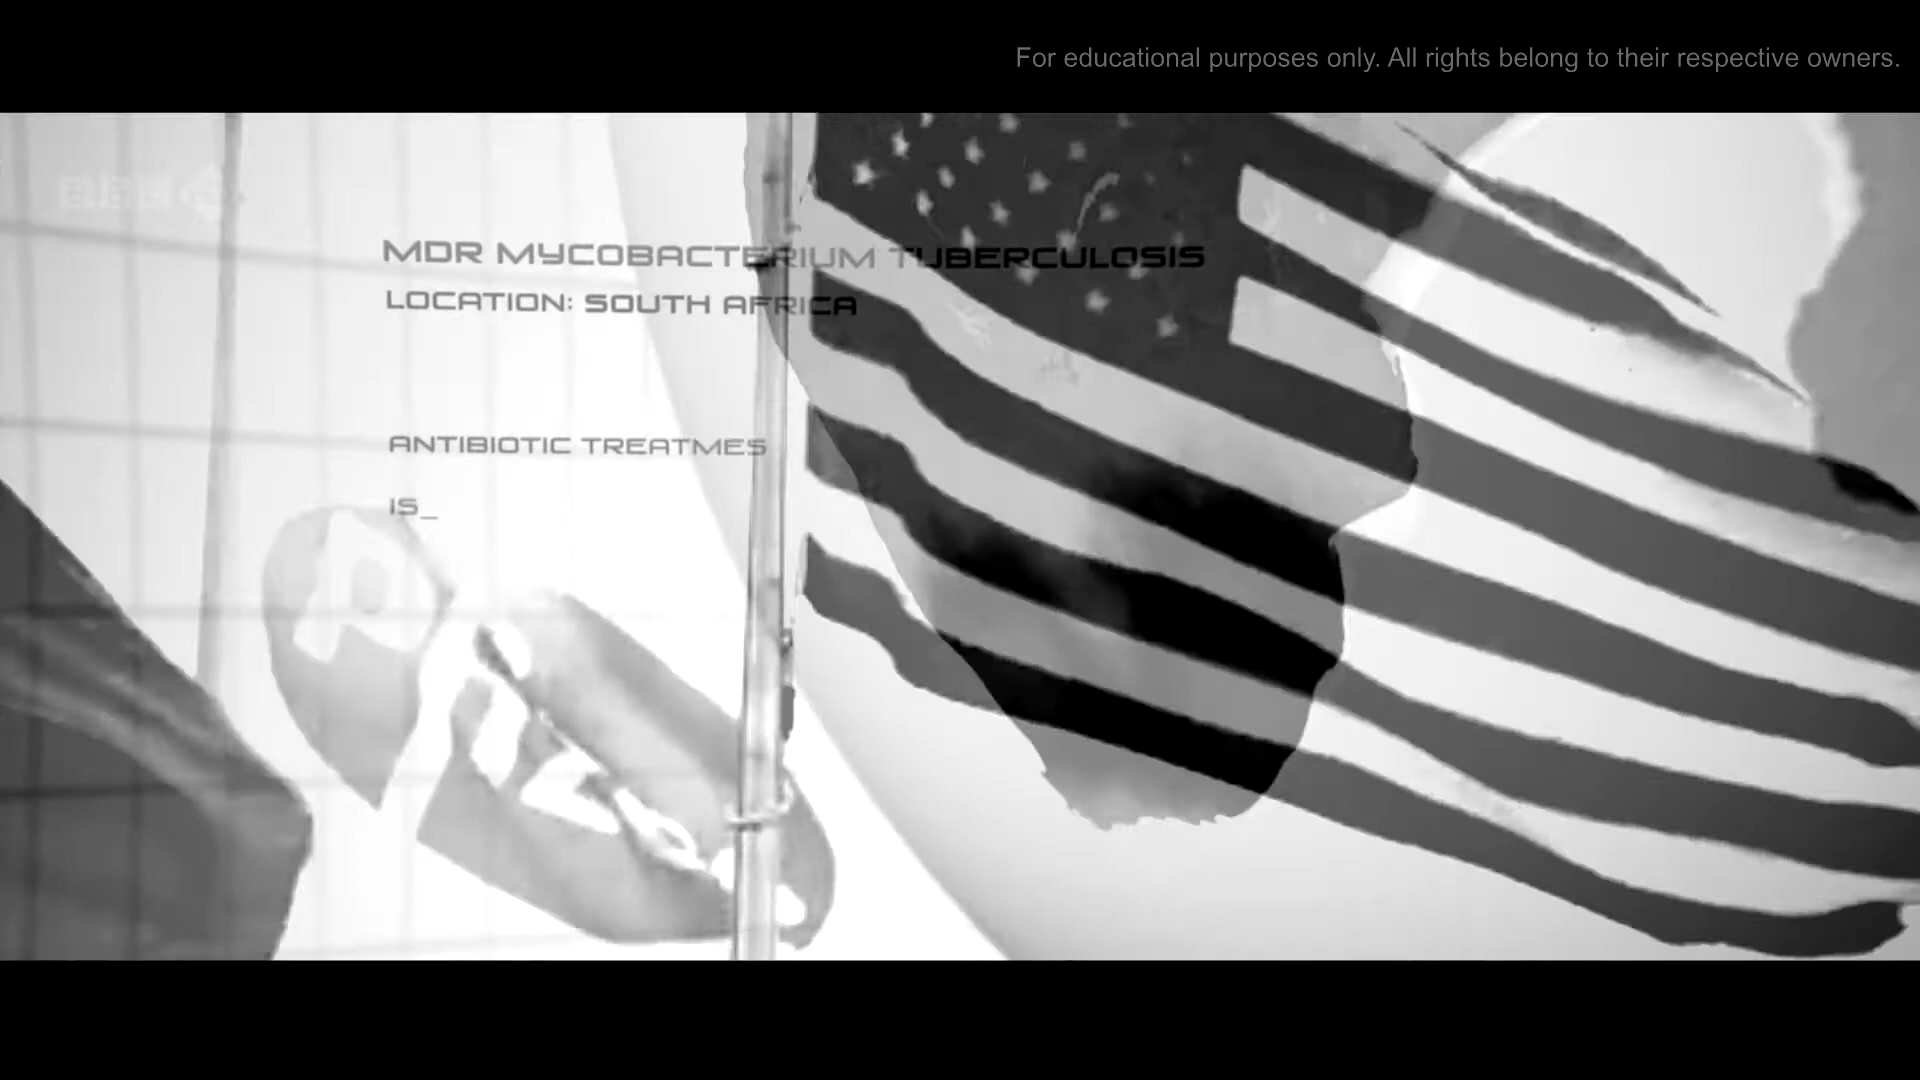 For educational purposes only. All rights belong to their respective owners.
MDR MYCOBACTERIUM TUBERCULOSIS
LOCATION: SOUTH AFRICA
ANTIBIOTIC TREATMES
IS_